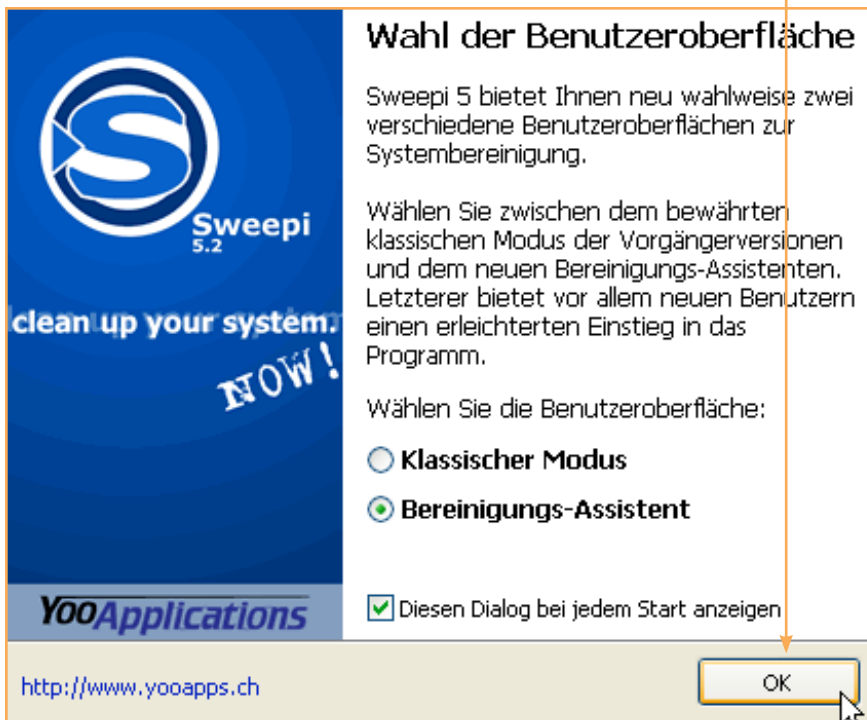 Wahl der Benutzeroberfläche
Sweepi 5 bietet Ihnen neu wahlweise zwei
verschiedene Benutzeroberflächen zur
Systembereinigung.
Wählen Sie zwischen dem bewährten
klassischen Modus der Vorgängerversionen
und dem neuen Bereinigungs-Assistenten.
Letzterer bietet vor allem neuen Benutzern
einen erleichterten Einstieg in das
Programm.
Wählen Sie die Benutzeroberfläche:
Klassischer Modus
Bereinigungs-Assistent
Diesen Dialog bei jedem Start anzeigen
S
Sweepi
5.2
clean up your system.
NOW!
YooApplications
http://www.yooapps.ch
OK